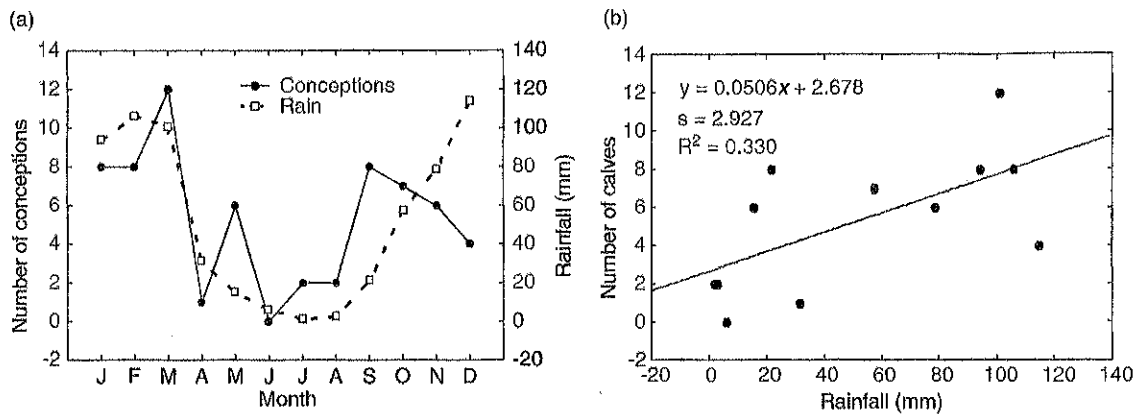 (a)
14
12
10
8
6
4
2
0
-2
Number of conceptions
Conceptions
Rain
140
120
100
80
60
40
20
0
-20
Rainfall (mm)
J F M A M J J A S O N D
Month
(b)
14
12
10
8
6
4
2
0
-2
Number of calves
y = 0.0506x + 2.678
s = 2.927
R² = 0.330
-20 0 20 40 60 80 100 120 140
Rainfall (mm)